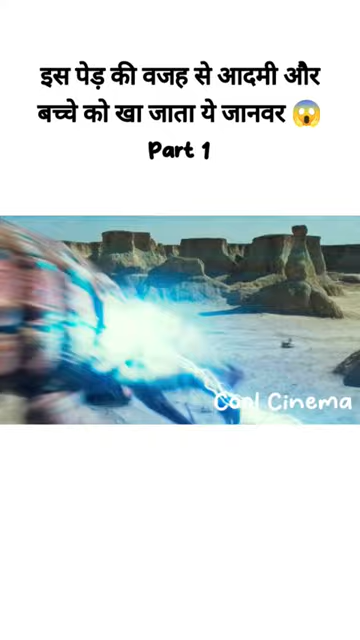 इस पेड़ की वजह से आदमी और
बच्चे को खा जाता ये जानवर 😱
Part 1
Cool Cinema